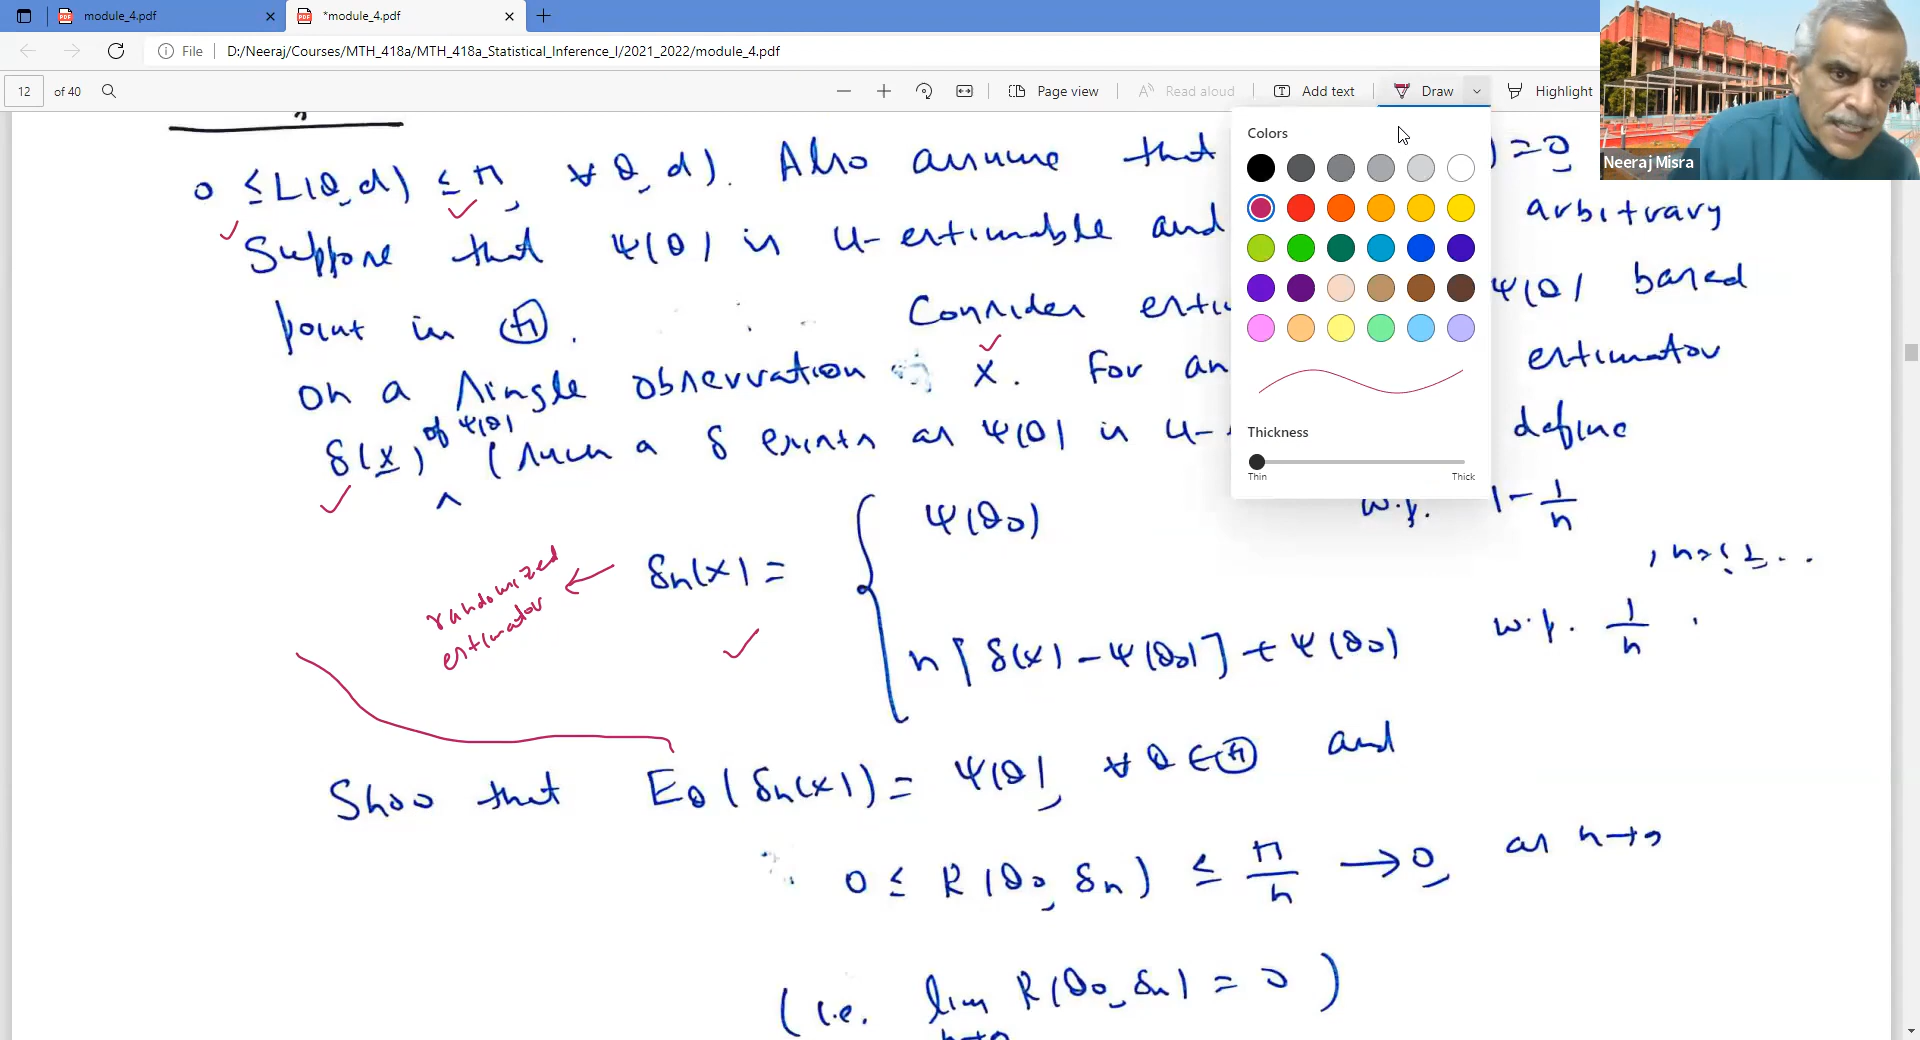 module_4.pdf
*module_4.pdf
File D:/Neeraj/Courses/MTH_418a/MTH_418a_Statistical_Inference_I/2021_2022/module_4.pdf
12 of 40 Page view Read aloud Add text Draw Highlight
Neeraj Misra
Colors
Thickness
Thin Thick
0 ≤ L(θ, d) ≤ M, ∀ θ, d). Also assume that ) = 0
Suppose that ψ(θ) is U-estimable and arbitrary
point in Ⓗ. Consider ψ(θ) based
on a single observation X. For an estimator
δ(X) of ψ(θ) (such a δ exists as ψ(θ) is U- define
δn(X) = { ψ(θ0) w.p. 1 - 1/n
, n = 1, 2, ..
n[δ(X) - ψ(θ0)] + ψ(θ0) w.p. 1/n .
randomized
estimator
Show that Eθ(δn(X)) = ψ(θ), ∀ θ ∈ Ⓗ and
0 ≤ R(θ0, δn) ≤ M/n → 0, as n→∞
(i.e. lim R(θ0, δn) = 0)
n→∞